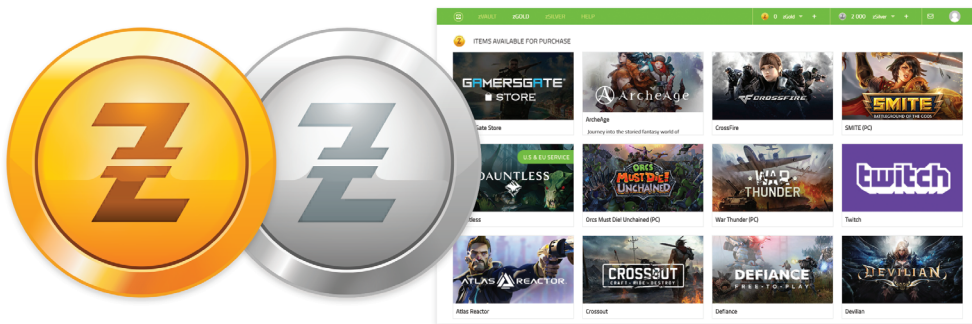 zVAULT zGOLD zSILVER HELP 0 zGold + 2 000 zSilver +
ITEMS AVAILABLE FOR PURCHASE
GAMERSGATE
STORE
ArcheAge
CROSSFIRE
SMITE
BATTLEGROUND OF THE GODS
Gate Store
ArcheAge
Journey into the storied fantasy world of
CrossFire
SMITE (PC)
U.S & EU SERVICE
DAUNTLESS
ORCS
MUST DIE!
UNCHAINED
WAR
THUNDER
twitch
tless
Orcs Must Die! Unchained (PC)
War Thunder (PC)
Twitch
ATLAS REACTOR
CROSSOUT
CRAFT · RIDE · DESTROY
DEFIANCE
FREE-TO-PLAY
DEVILIAN
Atlas Reactor
Crossout
Defiance
Devilian